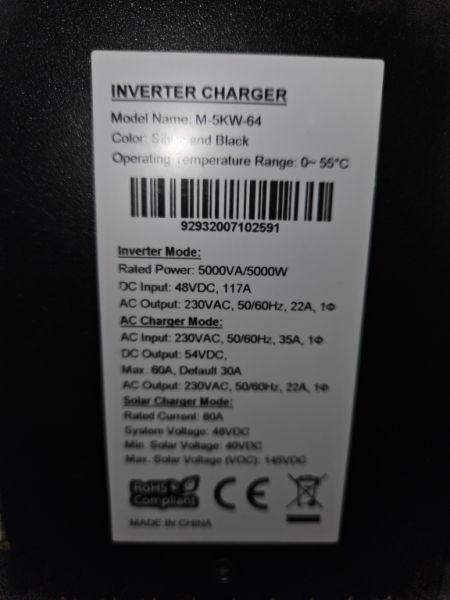 INVERTER CHARGER
Model Name: M-5KW-64
Color: Silver and Black
Operating Temperature Range: 0~ 55°C
92932007102591
Inverter Mode:
Rated Power: 5000VA/5000W
DC Input: 48VDC, 117A
AC Output: 230VAC, 50/60Hz, 22A, 1Φ
AC Charger Mode:
AC Input: 230VAC, 50/60Hz, 35A, 1Φ
DC Output: 54VDC,
Max. 60A, Default 30A
AC Output: 230VAC, 50/60Hz, 22A, 1Φ
Solar Charger Mode:
Rated Current: 80A
System Voltage: 48VDC
Min. Solar Voltage: 40VDC
Max. Solar Voltage (VOC): 145VDC
RoHS
Compliant
CE
MADE IN CHINA